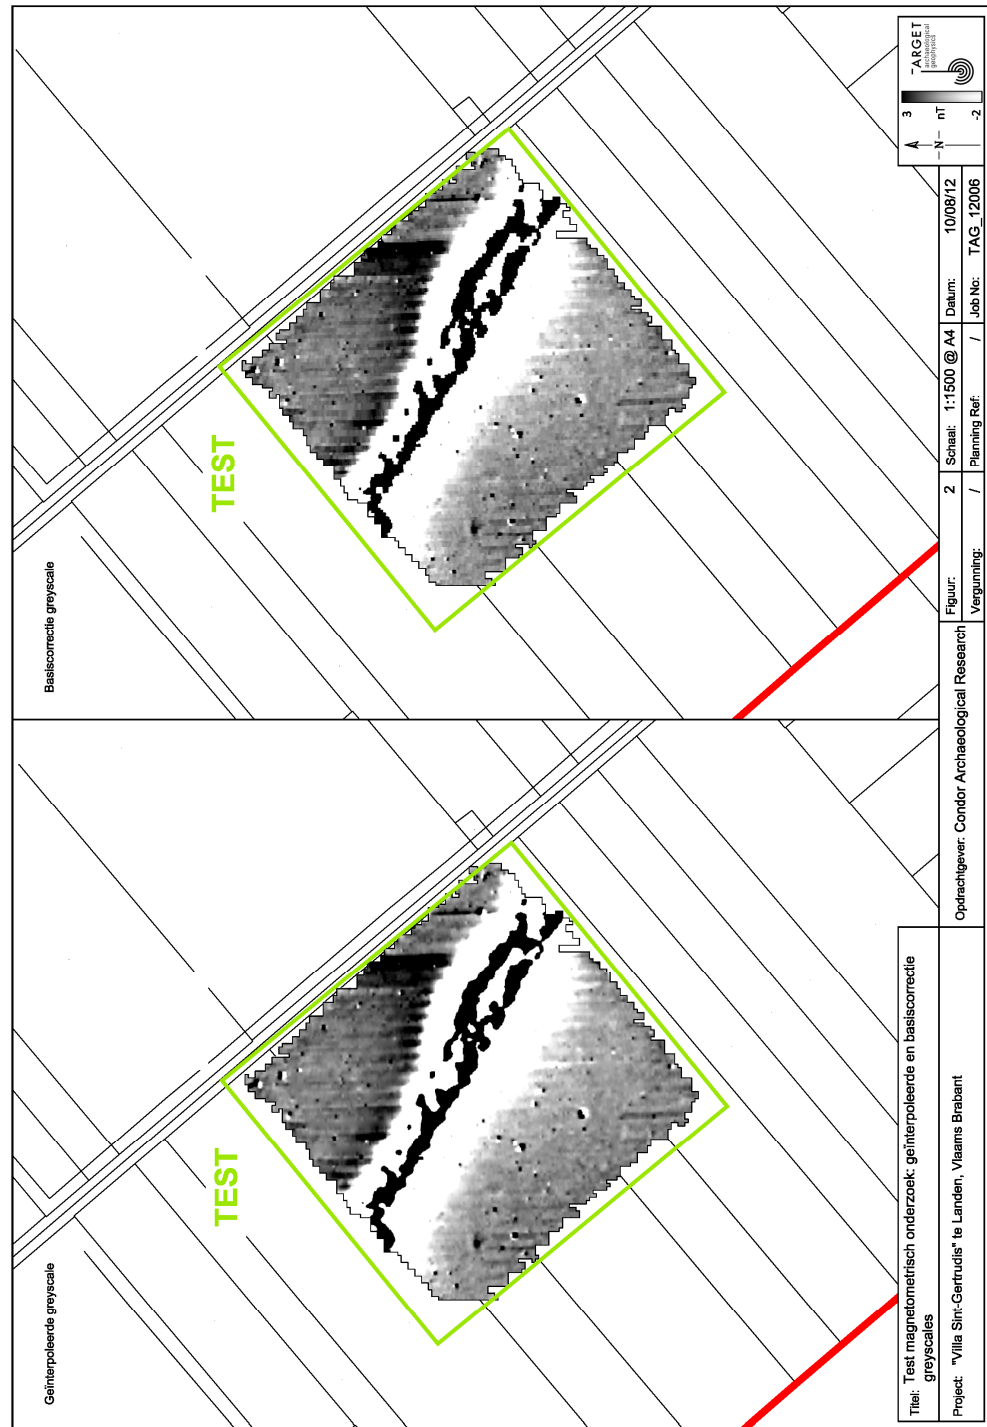 Geïnterpoleerde greyscale
TEST
Basiscorrectie greyscale
TEST
Titel: Test magnetometrisch onderzoek: geïnterpoleerde en basiscorrectie
greyscales
Project: "Villa Sint-Gertrudis" te Landen, Vlaams Brabant
Opdrachtgever: Condor Archaeological Research
Figuur: 2
Schaal: 1:1500 @ A4
Datum: 10/08/12
Vergunning: /
Planning Ref: /
Job No: TAG_12006
N
3
nT
-2
TARGET
archaeological
geophysics